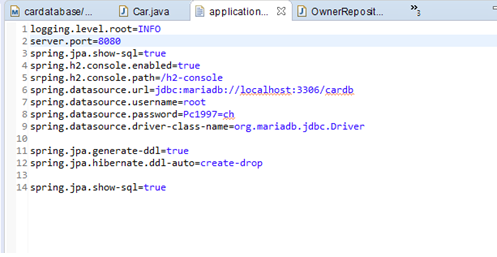 cardatabase/... Car.java application... OwnerReposit... »3
1 logging.level.root=INFO
2 server.port=8080
3 spring.jpa.show-sql=true
4 spring.h2.console.enabled=true
5 srping.h2.console.path=/h2-console
6 spring.datasource.url=jdbc:mariadb://localhost:3306/cardb
7 spring.datasource.username=root
8 spring.datasource.password=Pc1997=ch
9 spring.datasource.driver-class-name=org.mariadb.jdbc.Driver
10
11 spring.jpa.generate-ddl=true
12 spring.jpa.hibernate.ddl-auto=create-drop
13
14 spring.jpa.show-sql=true